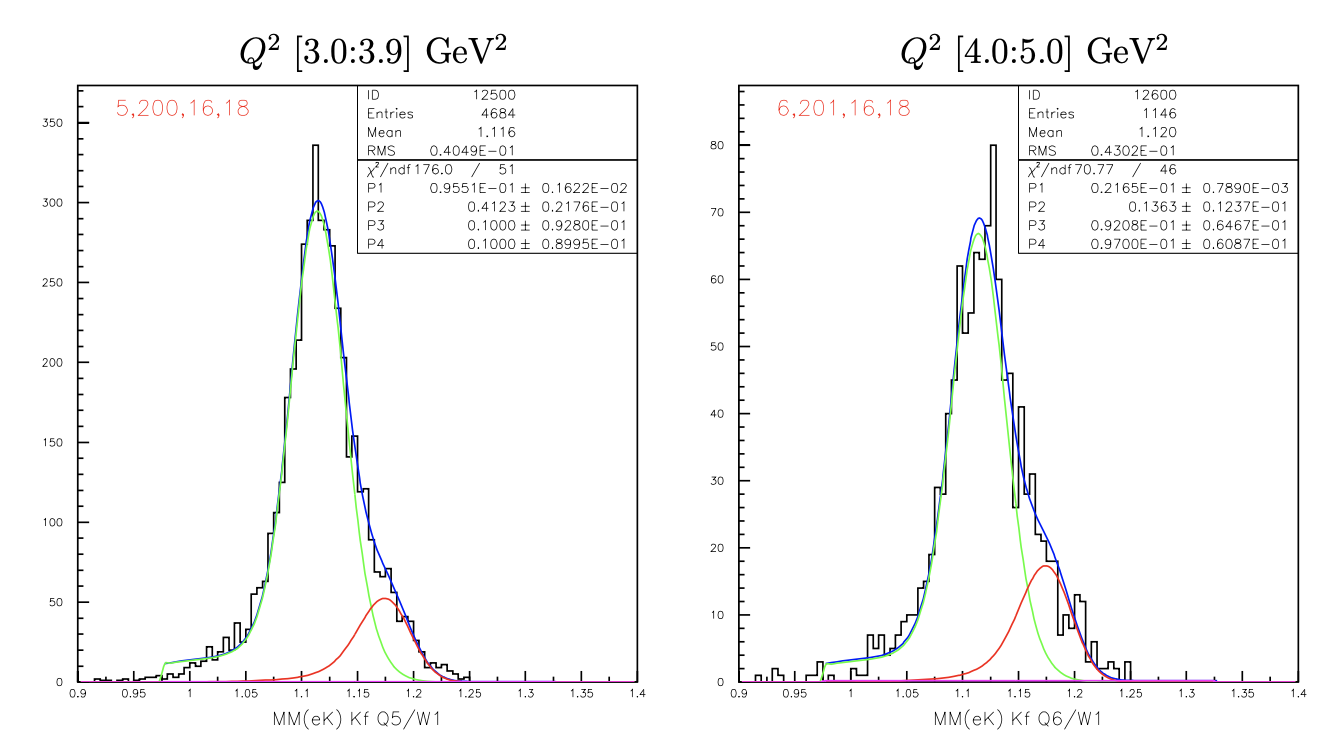 Q² [3.0:3.9] GeV²
5,200,16,18
ID 12500
Entries 4684
Mean 1.116
RMS 0.4049E−01
χ²/ndf 176.0 / 51
P1 0.9551E−01 ± 0.1622E−02
P2 0.4123 ± 0.2176E−01
P3 0.1000 ± 0.9280E−01
P4 0.1000 ± 0.8995E−01
350
300
250
200
150
100
50
0
0.9 0.95 1 1.05 1.1 1.15 1.2 1.25 1.3 1.35 1.4
MM(eK) Kf Q5/W1
Q² [4.0:5.0] GeV²
6,201,16,18
ID 12600
Entries 1146
Mean 1.120
RMS 0.4302E−01
χ²/ndf 70.77 / 46
P1 0.2165E−01 ± 0.7890E−03
P2 0.1363 ± 0.1237E−01
P3 0.9208E−01 ± 0.6467E−01
P4 0.9700E−01 ± 0.6087E−01
80
70
60
50
40
30
20
10
0
0.9 0.95 1 1.05 1.1 1.15 1.2 1.25 1.3 1.35 1.4
MM(eK) Kf Q6/W1